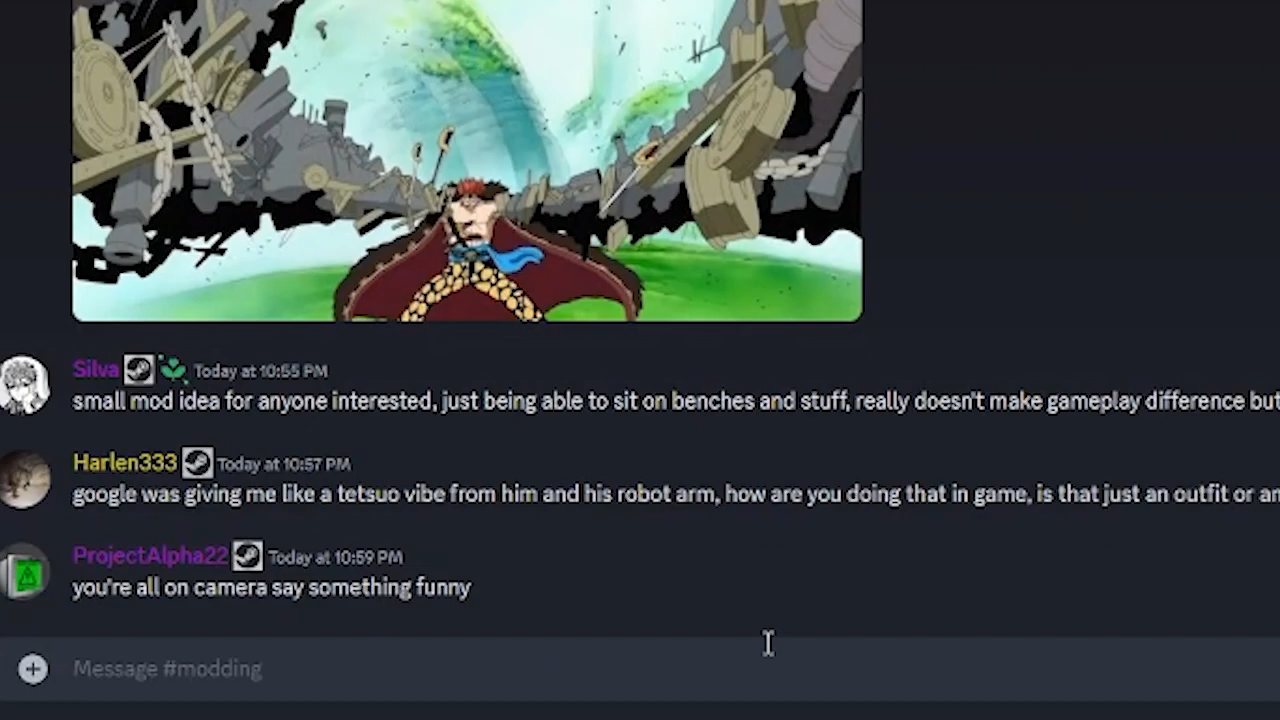 Silva Today at 10:55 PM
small mod idea for anyone interested, just being able to sit on benches and stuff, really doesn't make gameplay difference but
Harlen333 Today at 10:57 PM
google was giving me like a tetsuo vibe from him and his robot arm, how are you doing that in game, is that just an outfit or
ProjectAlpha22 Today at 10:59 PM
you're all on camera say something funny
Message #modding